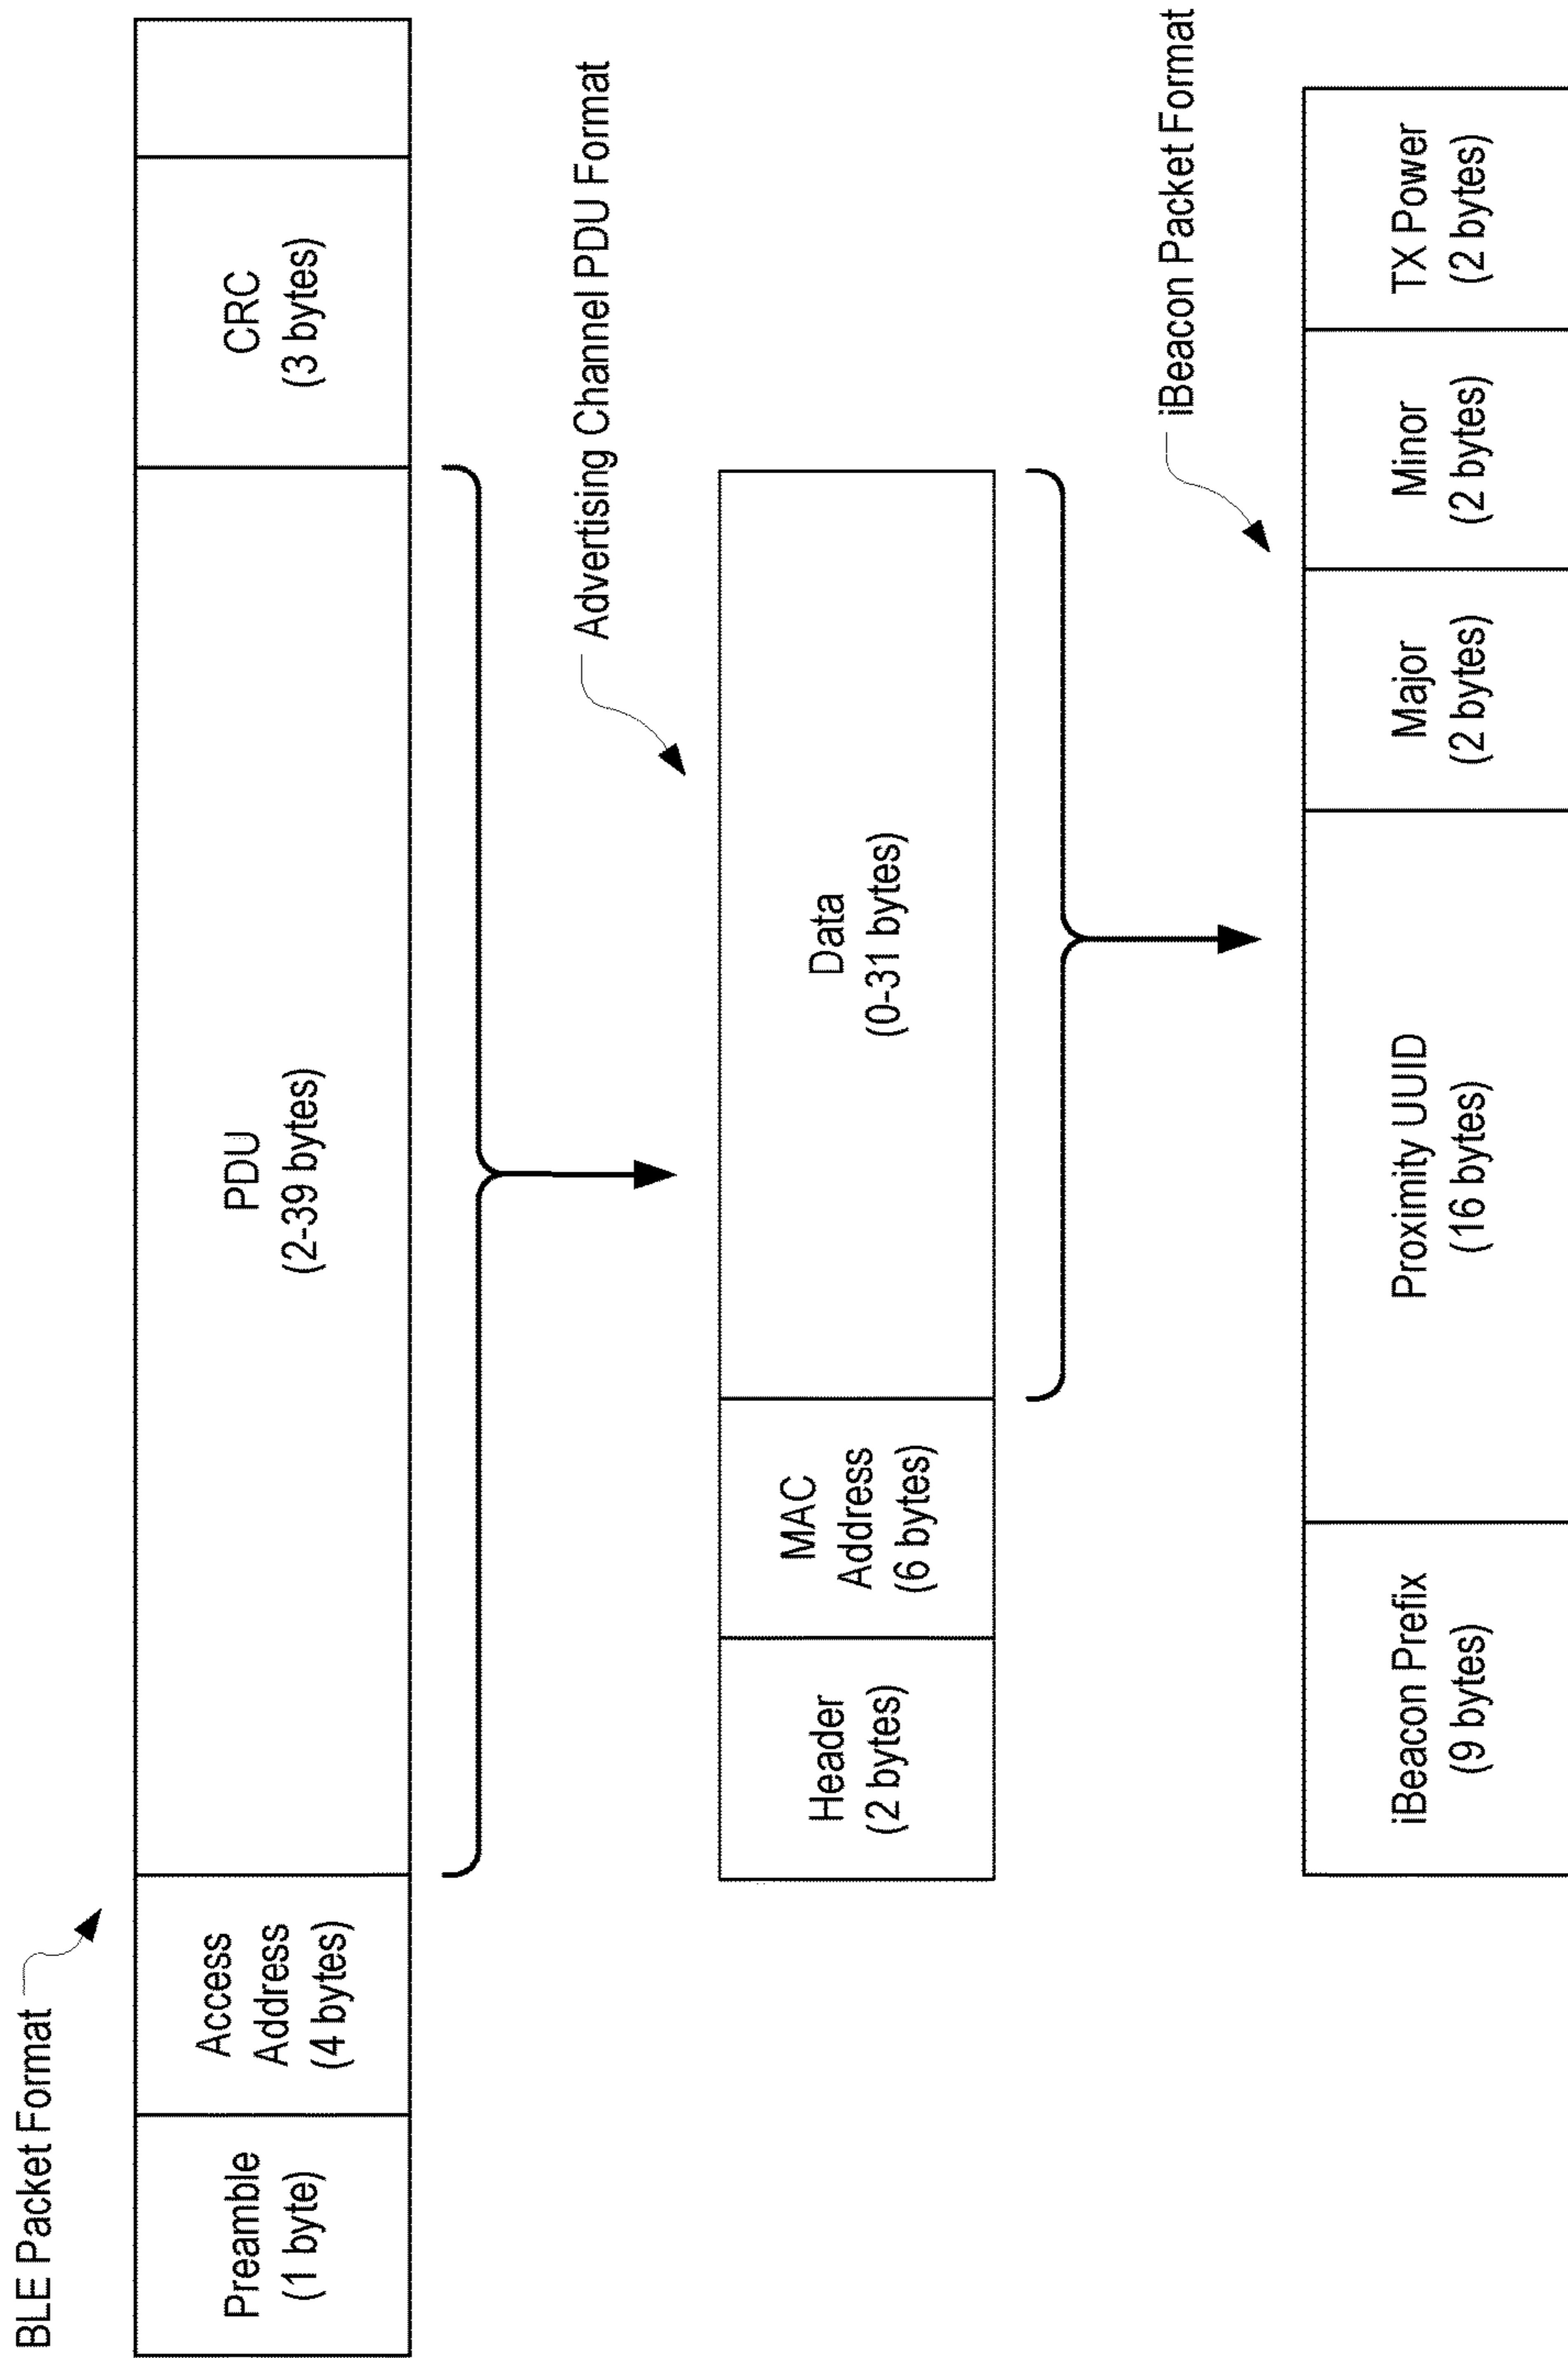 BLE Packet Format
Preamble
(1 byte)
Access
Address
(4 bytes)
PDU
(2-39 bytes)
CRC
(3 bytes)
Advertising Channel PDU Format
Header
(2 bytes)
MAC
Address
(6 bytes)
Data
(0-31 bytes)
iBeacon Packet Format
iBeacon Prefix
(9 bytes)
Proximity UUID
(16 bytes)
Major
(2 bytes)
Minor
(2 bytes)
TX Power
(2 bytes)